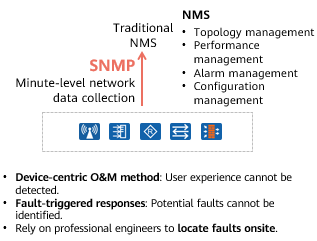 NMS
Traditional
NMS
• Topology management
• Performance
management
• Alarm management
• Configuration
management
SNMP
Minute-level network
data collection
R
• Device-centric O&M method: User experience cannot be
detected.
• Fault-triggered responses: Potential faults cannot be
identified.
• Rely on professional engineers to locate faults onsite.